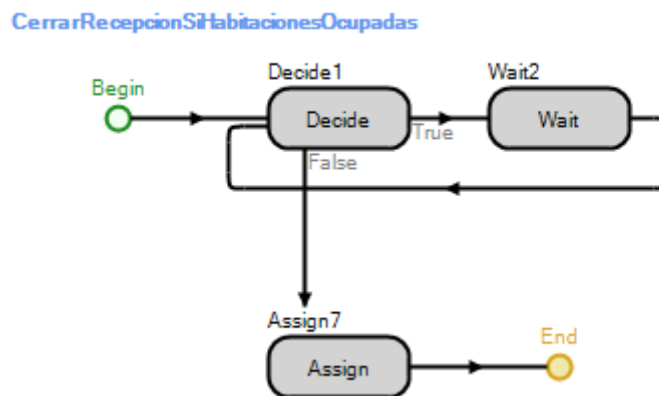 CerrarRecepcionSiHabitacionesOcupadas
Decide1
Wait2
Begin
Decide
True
Wait
False
Assign7
Assign
End